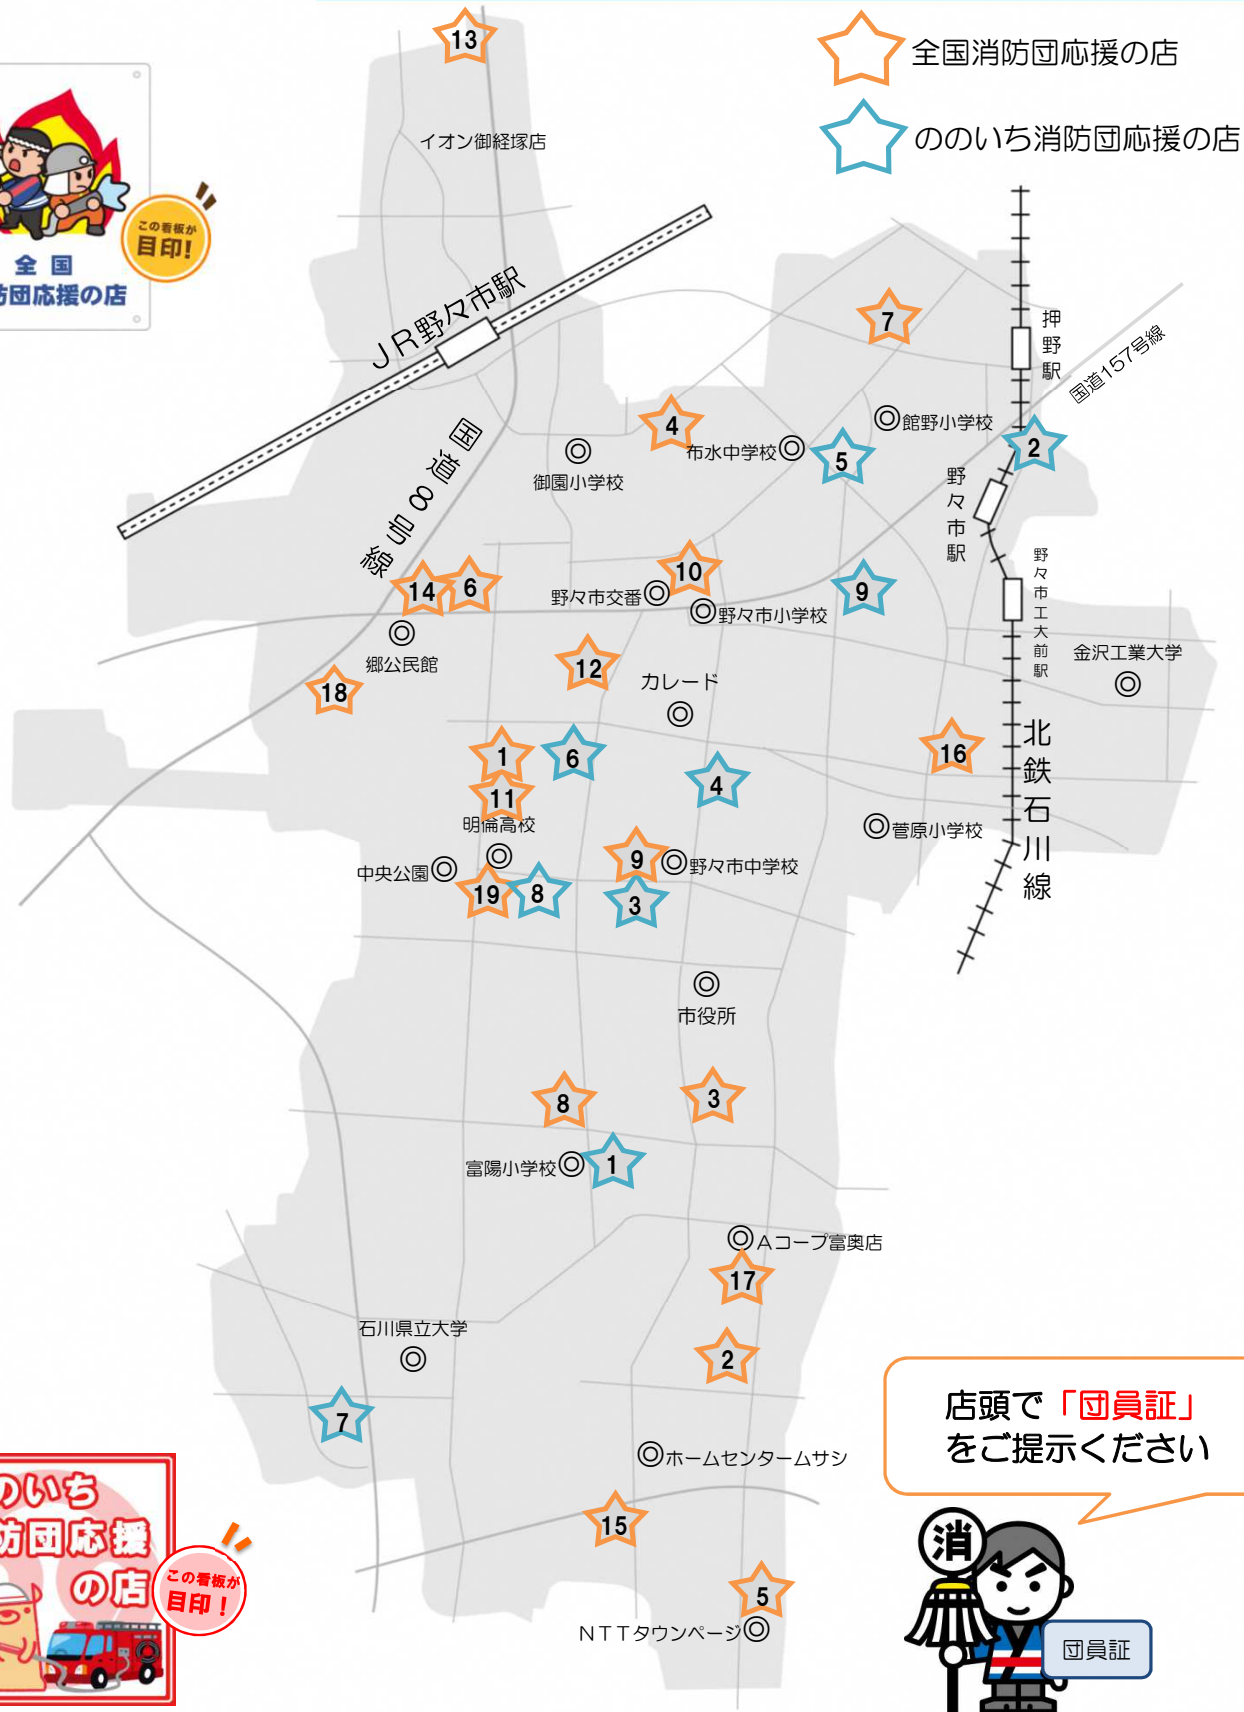 13
全国消防団応援の店
ののいち消防団応援の店
イオン御経塚店
この看板が
目印!
全国
防団応援の店
JR野々市駅
7
押野駅
国道157号線
4
館野小学校
布水中学校
5
2
国道8号線
御園小学校
野々市駅
14
6
10
野々市交番
野々市小学校
9
野々市工大前駅
郷公民館
12
金沢工業大学
18
カレード
1
6
4
16
北鉄石川線
11
明倫高校
菅原小学校
中央公園
9
野々市中学校
19
8
3
市役所
8
3
富陽小学校
1
Aコープ富奥店
17
石川県立大学
2
7
店頭で「団員証」
をご提示ください
ホームセンタームサシ
15
5
NTTタウンページ
のいち
防団応援
の店
この看板が
目印!
消
団員証